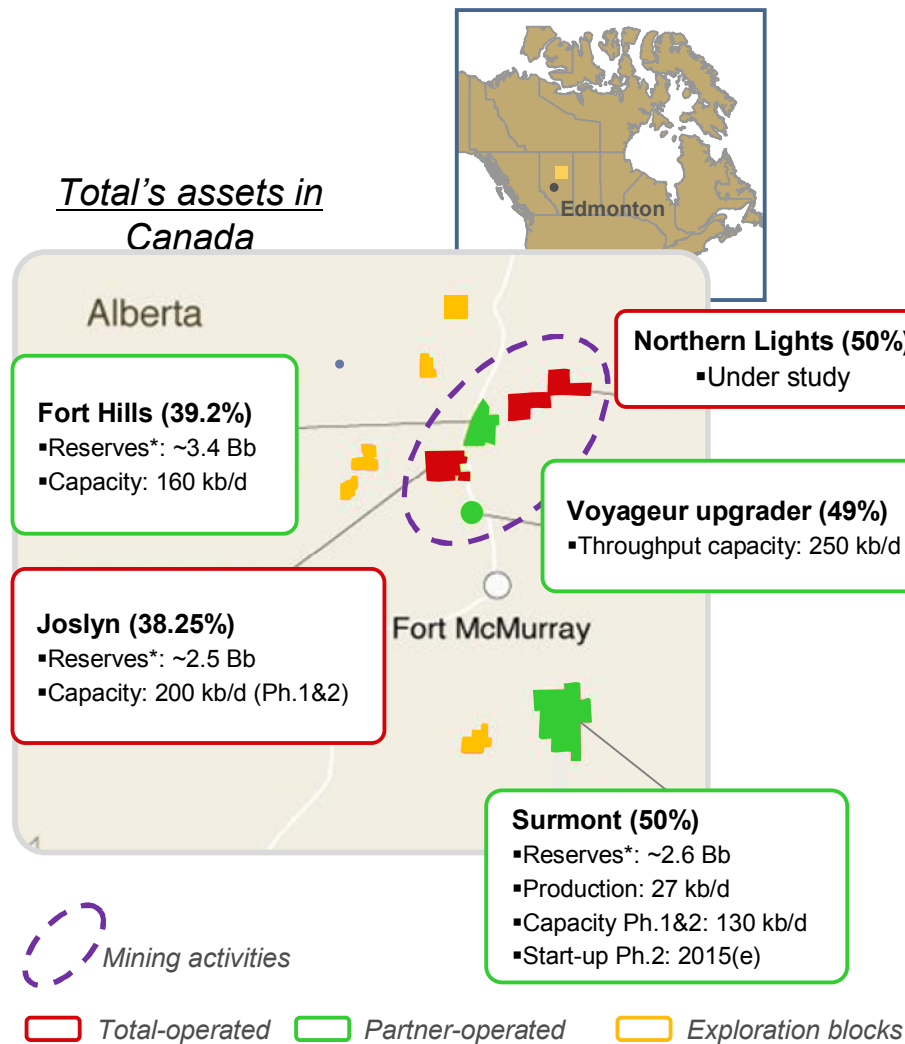 Edmonton
Total's assets in
Canada
Alberta
Northern Lights (50%)
▪Under study
Fort Hills (39.2%)
▪Reserves*: ~3.4 Bb
▪Capacity: 160 kb/d
Voyageur upgrader (49%)
▪Throughput capacity: 250 kb/d
Joslyn (38.25%)
▪Reserves*: ~2.5 Bb
▪Capacity: 200 kb/d (Ph.1&2)
Fort McMurray
Surmont (50%)
▪Reserves*: ~2.6 Bb
▪Production: 27 kb/d
▪Capacity Ph.1&2: 130 kb/d
▪Start-up Ph.2: 2015(e)
Mining activities
Total-operated
Partner-operated
Exploration blocks